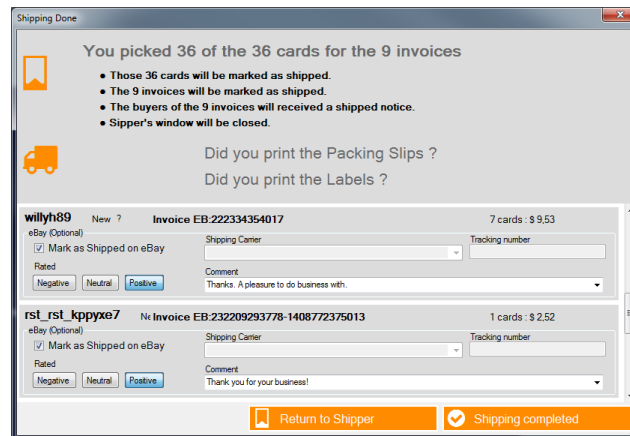 Shipping Done
You picked 36 of the 36 cards for the 9 invoices
• Those 36 cards will be marked as shipped.
• The 9 invoices will be marked as shipped.
• The buyers of the 9 invoices will received a shipped notice.
• Sipper's window will be closed.
Did you print the Packing Slips ?
Did you print the Labels ?
willyh89 New ? Invoice EB:222334354017 7 cards : $ 9,53
eBay (Optional)
Mark as Shipped on eBay
Shipping Carrier
Tracking number
Rated
Negative Neutral Positive
Comment
Thanks. A pleasure to do business with.
rst_rst_kppyxe7 Ne Invoice EB:232209293778-1408772375013 1 cards : $ 2,52
eBay (Optional)
Mark as Shipped on eBay
Shipping Carrier
Tracking number
Rated
Negative Neutral Positive
Comment
Thank you for your business!
Return to Shipper
Shipping completed